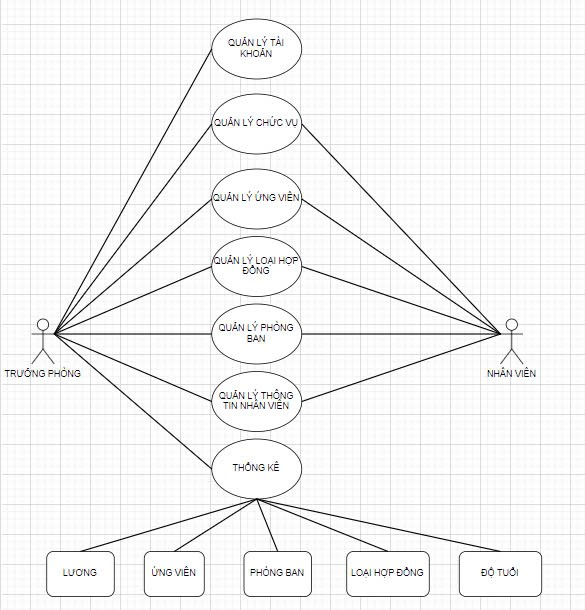 QUẢN LÝ TÀI
KHOẢN
QUẢN LÝ CHỨC VỤ
QUẢN LÝ ỨNG VIÊN
QUẢN LÝ LOẠI HỢP
ĐỒNG
QUẢN LÝ PHÒNG
BAN
TRƯỞNG PHÒNG
NHÂN VIÊN
QUẢN LÝ THÔNG
TIN NHÂN VIÊN
THỐNG KÊ
LƯƠNG
ỨNG VIÊN
PHÒNG BAN
LOẠI HỢP ĐỒNG
ĐỘ TUỔI